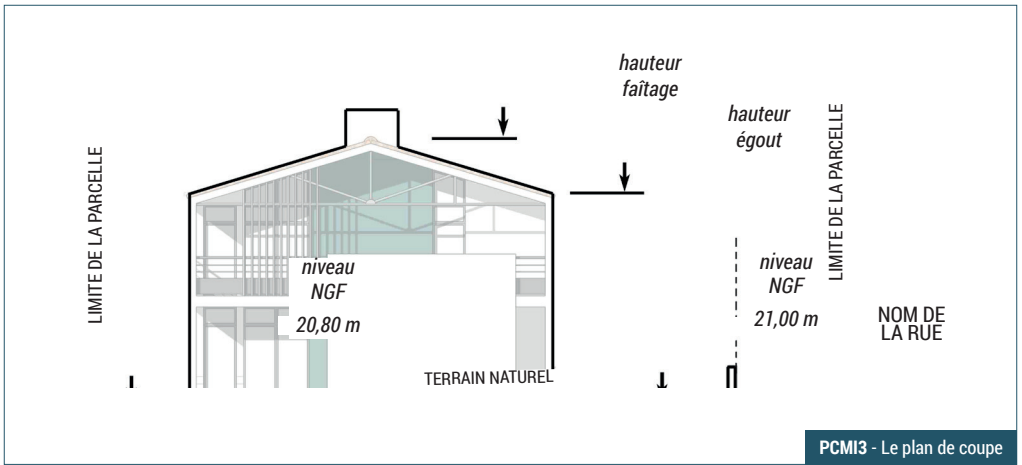 hauteur
faîtage
hauteur
égout
LIMITE DE LA PARCELLE
LIMITE DE LA PARCELLE
niveau
NGF
20,80 m
niveau
NGF
21,00 m
NOM DE
LA RUE
TERRAIN NATUREL
PCMI3 - Le plan de coupe